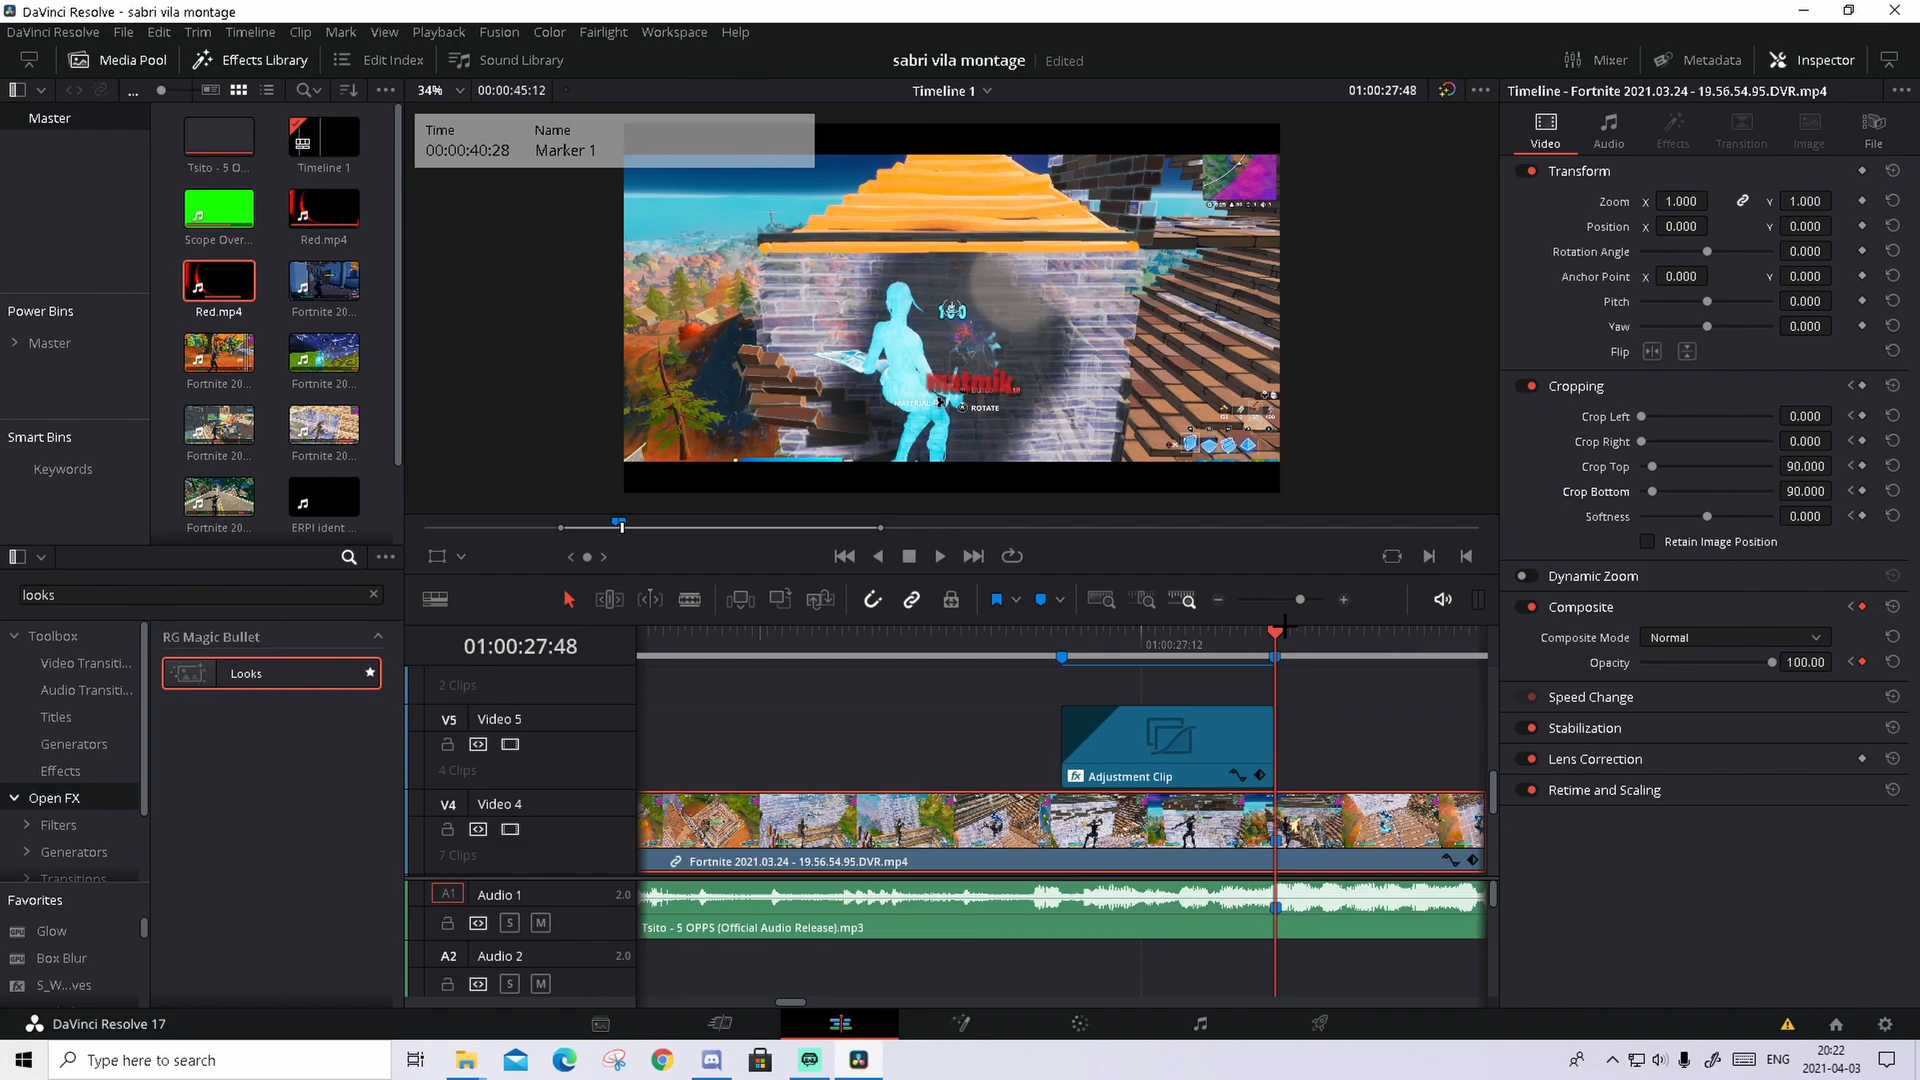 DaVinci Resolve - sabri vila montage
DaVinci Resolve File Edit Trim Timeline Clip Mark View Playback Fusion Color Fairlight Workspace Help
Media Pool Effects Library Edit Index Sound Library
sabri vila montage Edited
Mixer Metadata Inspector
34% 00:00:45:12 Timeline 1 01:00:27:48
Timeline - Fortnite 2021.03.24 - 19.56.54.95.DVR.mp4
Master
Power Bins
Master
Smart Bins
Keywords
Tsito - 5 O... Timeline 1
Scope Over... Red.mp4
Red.mp4 Fortnite 20...
Fortnite 20... Fortnite 20...
Fortnite 20... Fortnite 20...
Fortnite 20... ERPI ident ...
Time Name
00:00:40:28 Marker 1
matmik
ROTATE
Video Audio Effects Transition Image File
Transform
Zoom X 1.000 Y 1.000
Position X 0.000 Y 0.000
Rotation Angle 0.000
Anchor Point X 0.000 Y 0.000
Pitch 0.000
Yaw 0.000
Flip
Cropping
Crop Left 0.000
Crop Right 0.000
Crop Top 90.000
Crop Bottom 90.000
Softness 0.000
Retain Image Position
Dynamic Zoom
Composite
Composite Mode Normal
Opacity 100.00
Speed Change
Stabilization
Lens Correction
Retime and Scaling
looks
Toolbox
Video Transiti...
Audio Transiti...
Titles
Generators
Effects
Open FX
Filters
Generators
Transitions
Favorites
Glow
Box Blur
S_W...ves
RG Magic Bullet
Looks
01:00:27:48
01:00:27:12
2 Clips
V5 Video 5
4 Clips
Adjustment Clip
V4 Video 4
7 Clips
Fortnite 2021.03.24 - 19.56.54.95.DVR.mp4
A1 Audio 1 2.0
S M
Tsito - 5 OPPS (Official Audio Release).mp3
A2 Audio 2 2.0
S M
DaVinci Resolve 17
Type here to search
ENG
20:22
2021-04-03